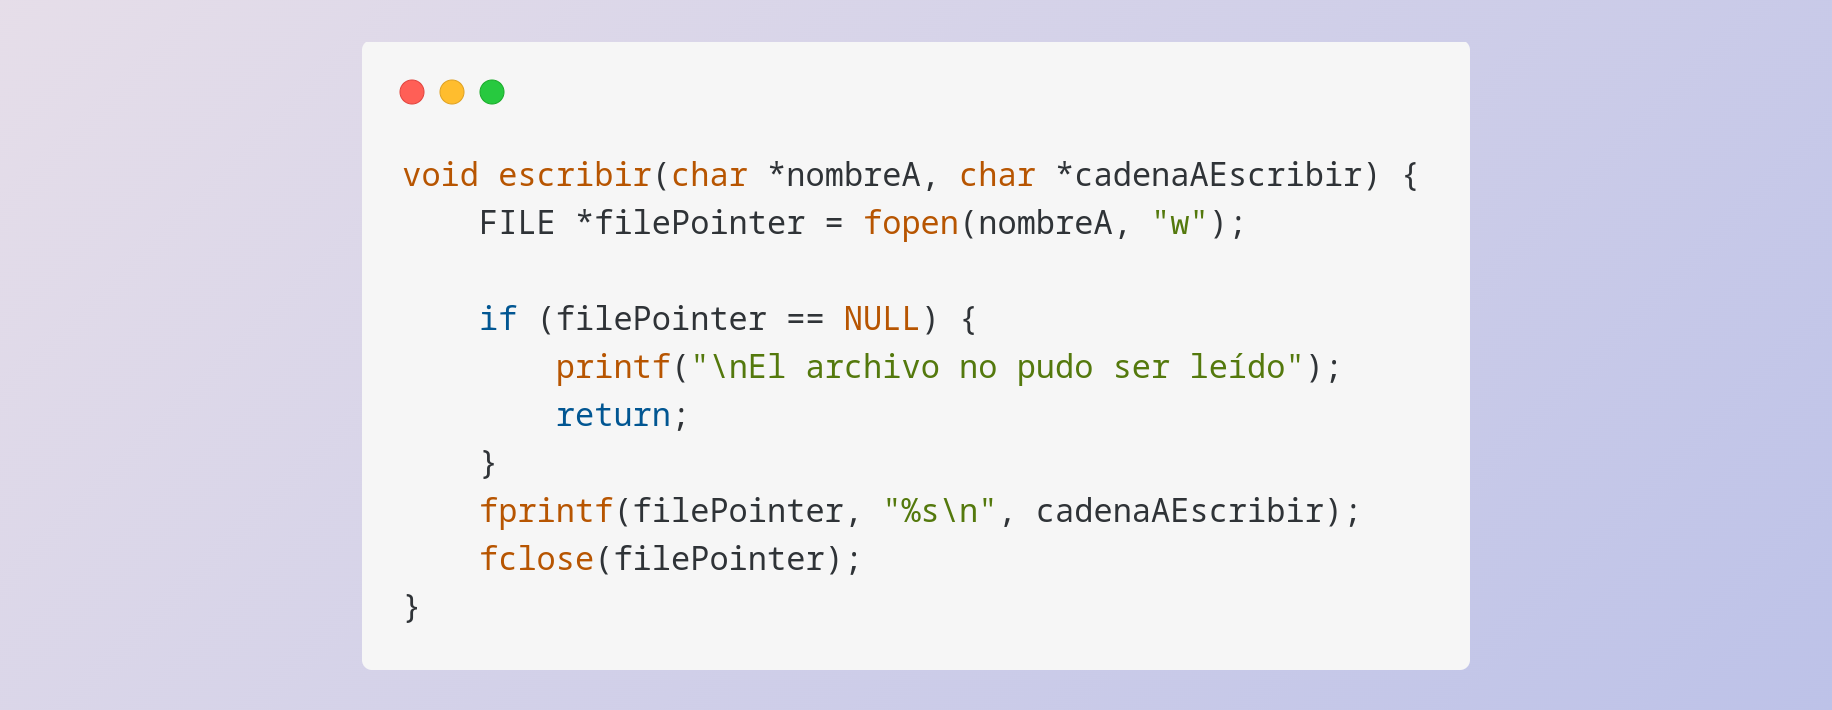 void escribir(char *nombreA, char *cadenaAEscribir) {
    FILE *filePointer = fopen(nombreA, "w");

    if (filePointer == NULL) {
        printf("\nEl archivo no pudo ser leído");
        return;
    }
    fprintf(filePointer, "%s\n", cadenaAEscribir);
    fclose(filePointer);
}